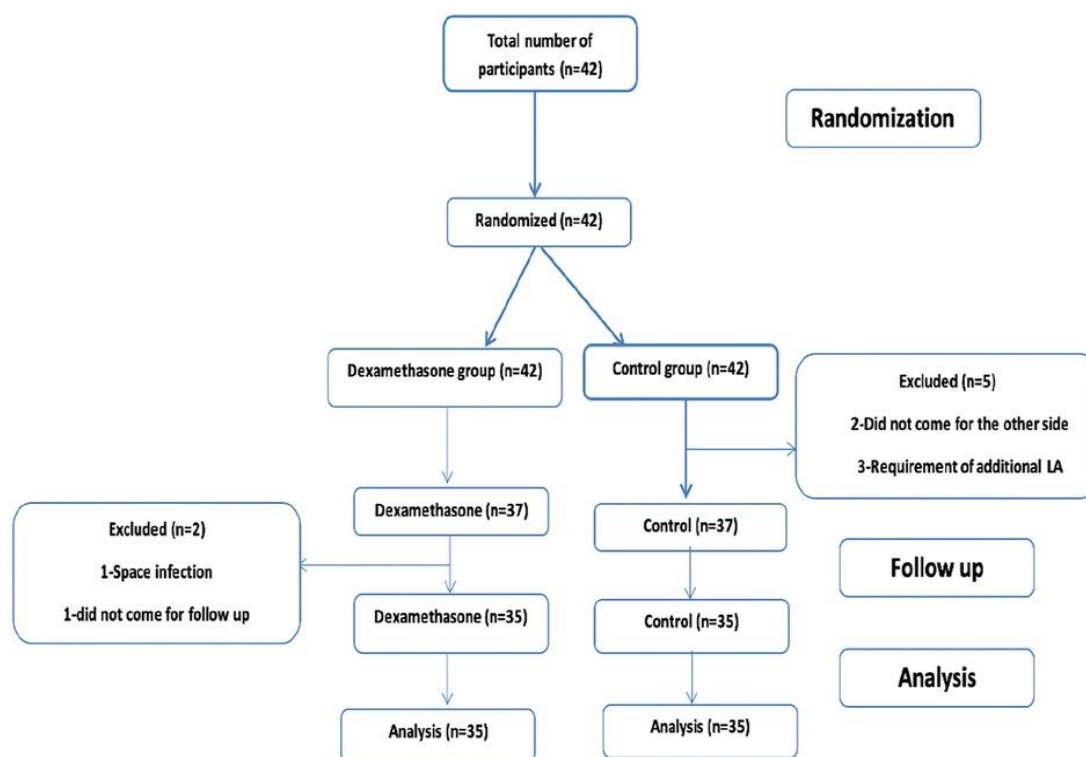 Total number of
participants (n=42)
Randomization
Randomized (n=42)
Dexamethasone group (n=42)
Control group (n=42)
Excluded (n=5)
2-Did not come for the other side
3-Requirement of additional LA
Dexamethasone (n=37)
Control (n=37)
Excluded (n=2)
1-Space infection
1-did not come for follow up
Follow up
Dexamethasone (n=35)
Control (n=35)
Analysis
Analysis (n=35)
Analysis (n=35)